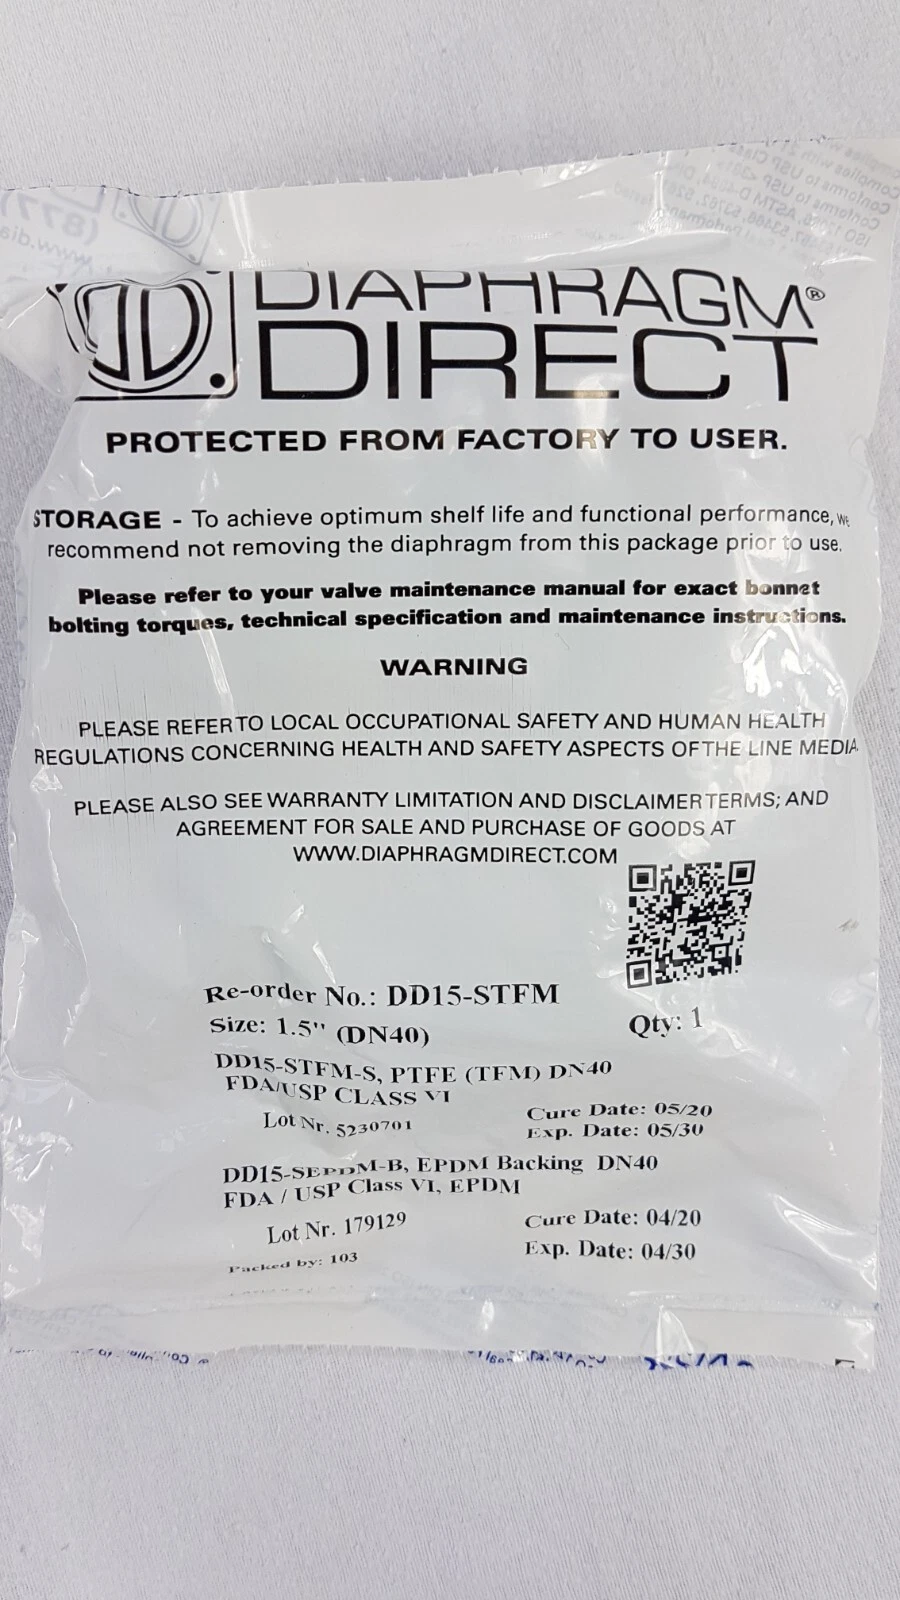 DIAPHRAGM®
DIRECT
PROTECTED FROM FACTORY TO USER.
STORAGE - To achieve optimum shelf life and functional performance, we
recommend not removing the diaphragm from this package prior to use.
Please refer to your valve maintenance manual for exact bonnet
bolting torques, technical specification and maintenance instructions.
WARNING
PLEASE REFER TO LOCAL OCCUPATIONAL SAFETY AND HUMAN HEALTH
REGULATIONS CONCERNING HEALTH AND SAFETY ASPECTS OF THE LINE MEDIA
PLEASE ALSO SEE WARRANTY LIMITATION AND DISCLAIMER TERMS; AND
AGREEMENT FOR SALE AND PURCHASE OF GOODS AT
WWW.DIAPHRAGMDIRECT.COM
Re-order No.: DD15-STFM
Size: 1.5" (DN40) Qty: 1
DD15-STFM-S, PTFE (TFM) DN40
FDA/USP CLASS VI
Lot Nr. 5230701 Cure Date: 05/20
Exp. Date: 05/30
DD15-SEPDM-B, EPDM Backing DN40
FDA / USP Class VI, EPDM
Lot Nr. 179129 Cure Date: 04/20
Exp. Date: 04/30
Packed by: 103